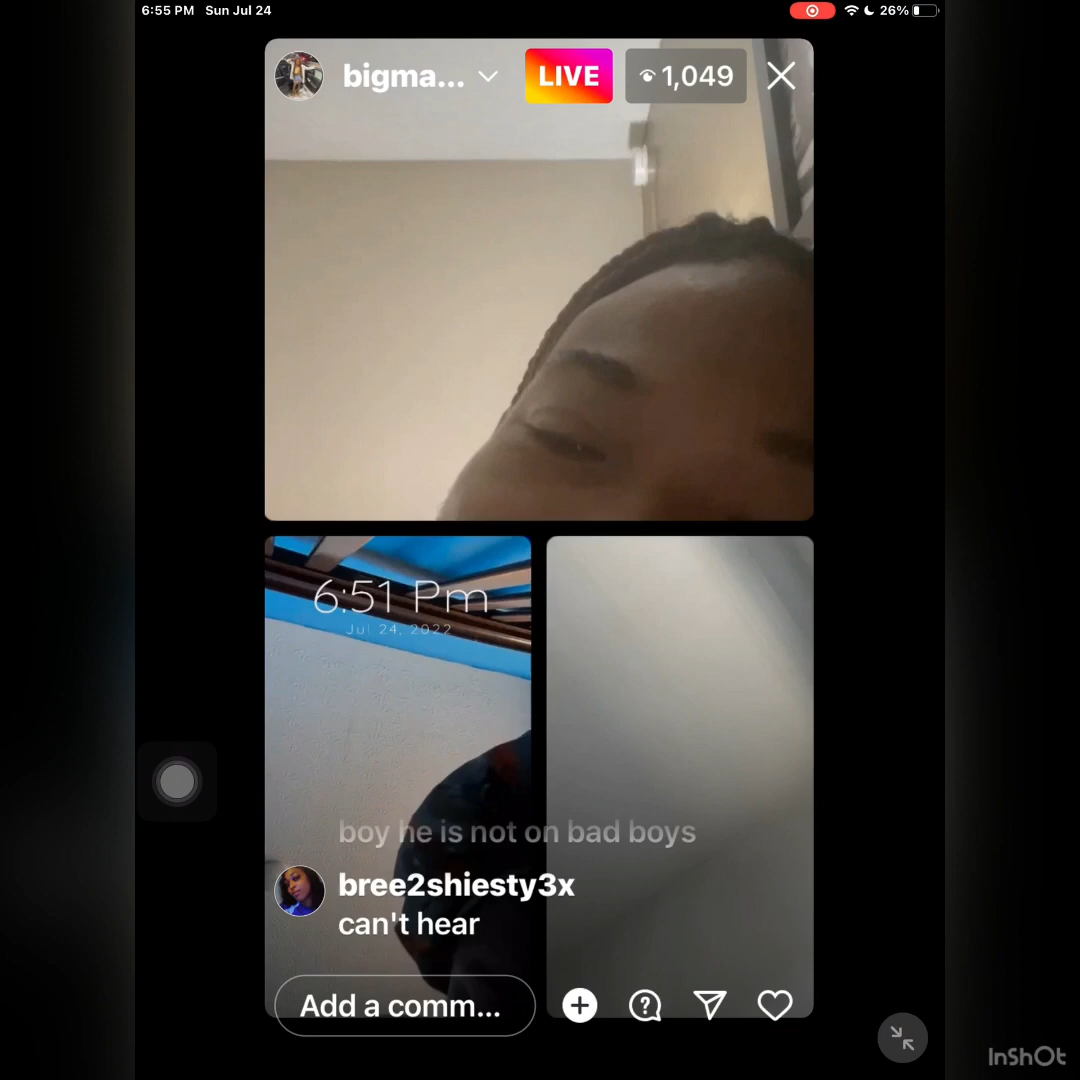 6:55 PM Sun Jul 24 26%
bigma... LIVE 1,049
6:51 Pm
Jul 24, 2022
boy he is not on bad boys
bree2shiesty3x
can't hear
Add a comm...
InShOt